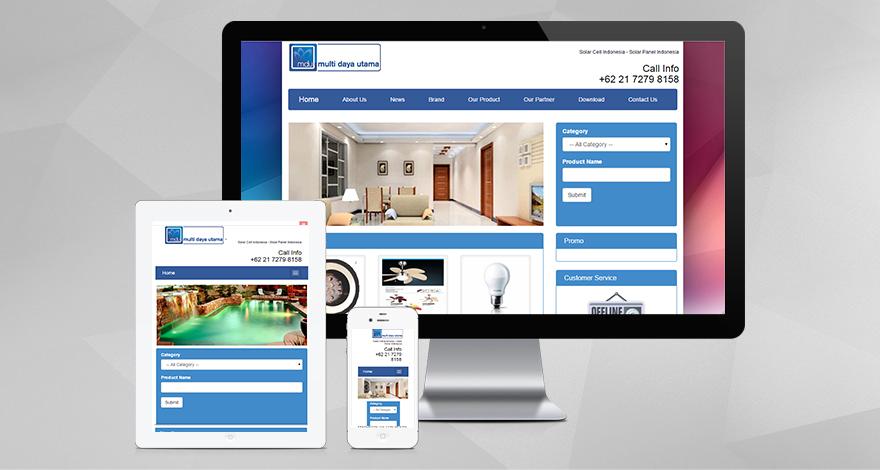 mdu multi daya utama
Solar Cell Indonesia - Solar Panel Indonesia
Call Info
+62 21 7279 8158
Home About Us News Brand Our Product Our Partner Download Contact Us
Category
-- All Category --
Product Name
Submit
Promo
Customer Service
OFFLINE
mdu multi daya utama
Solar Cell Indonesia - Solar Panel Indonesia
Call Info
+62 21 7279 8158
Home
Category
-- All Category --
Product Name
Submit
multi daya utama
Call Info
+62 21 7279
8158
Home
Category
-- All Category --
Product Name